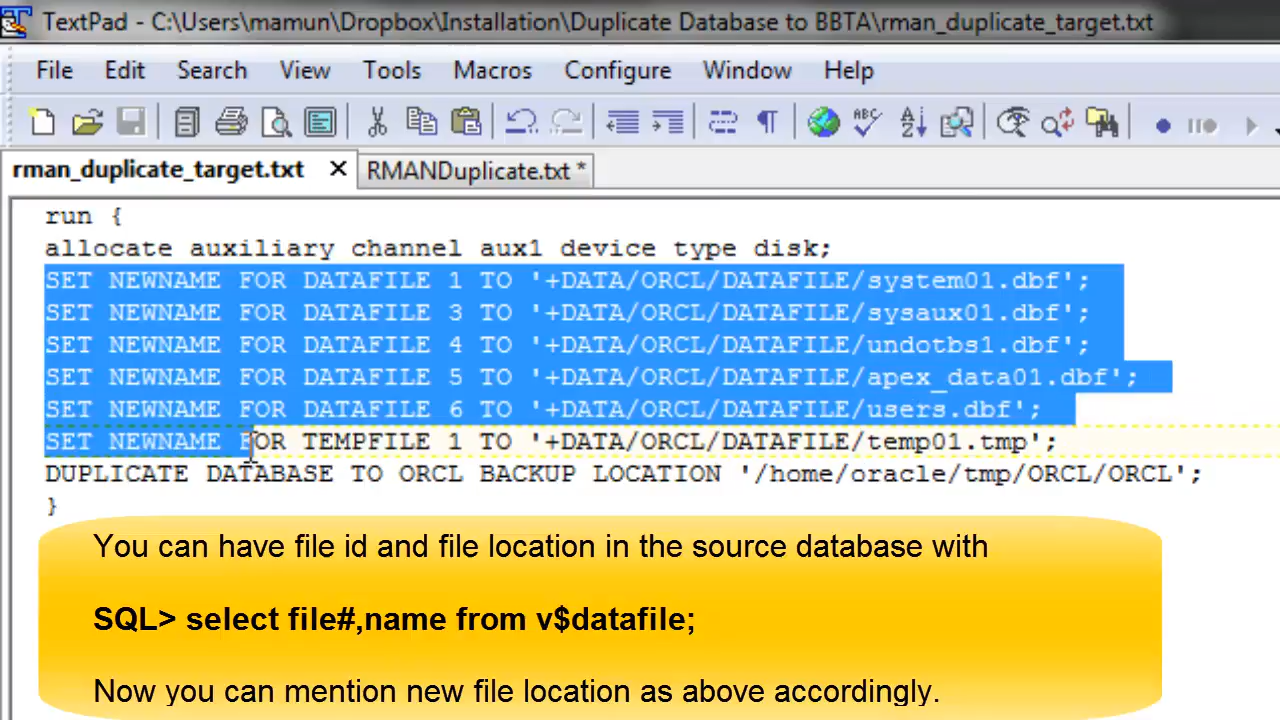 TextPad - C:\Users\mamun\Dropbox\Installation\Duplicate Database to BBTA\rman_duplicate_target.txt
File Edit Search View Tools Macros Configure Window Help
rman_duplicate_target.txt RMANDuplicate.txt *
run {
allocate auxiliary channel aux1 device type disk;
SET NEWNAME FOR DATAFILE 1 TO '+DATA/ORCL/DATAFILE/system01.dbf';
SET NEWNAME FOR DATAFILE 3 TO '+DATA/ORCL/DATAFILE/sysaux01.dbf';
SET NEWNAME FOR DATAFILE 4 TO '+DATA/ORCL/DATAFILE/undotbs1.dbf';
SET NEWNAME FOR DATAFILE 5 TO '+DATA/ORCL/DATAFILE/apex_data01.dbf';
SET NEWNAME FOR DATAFILE 6 TO '+DATA/ORCL/DATAFILE/users.dbf';
SET NEWNAME FOR TEMPFILE 1 TO '+DATA/ORCL/DATAFILE/temp01.tmp';
DUPLICATE DATABASE TO ORCL BACKUP LOCATION '/home/oracle/tmp/ORCL/ORCL';
}
You can have file id and file location in the source database with
SQL> select file#,name from v$datafile;
Now you can mention new file location as above accordingly.